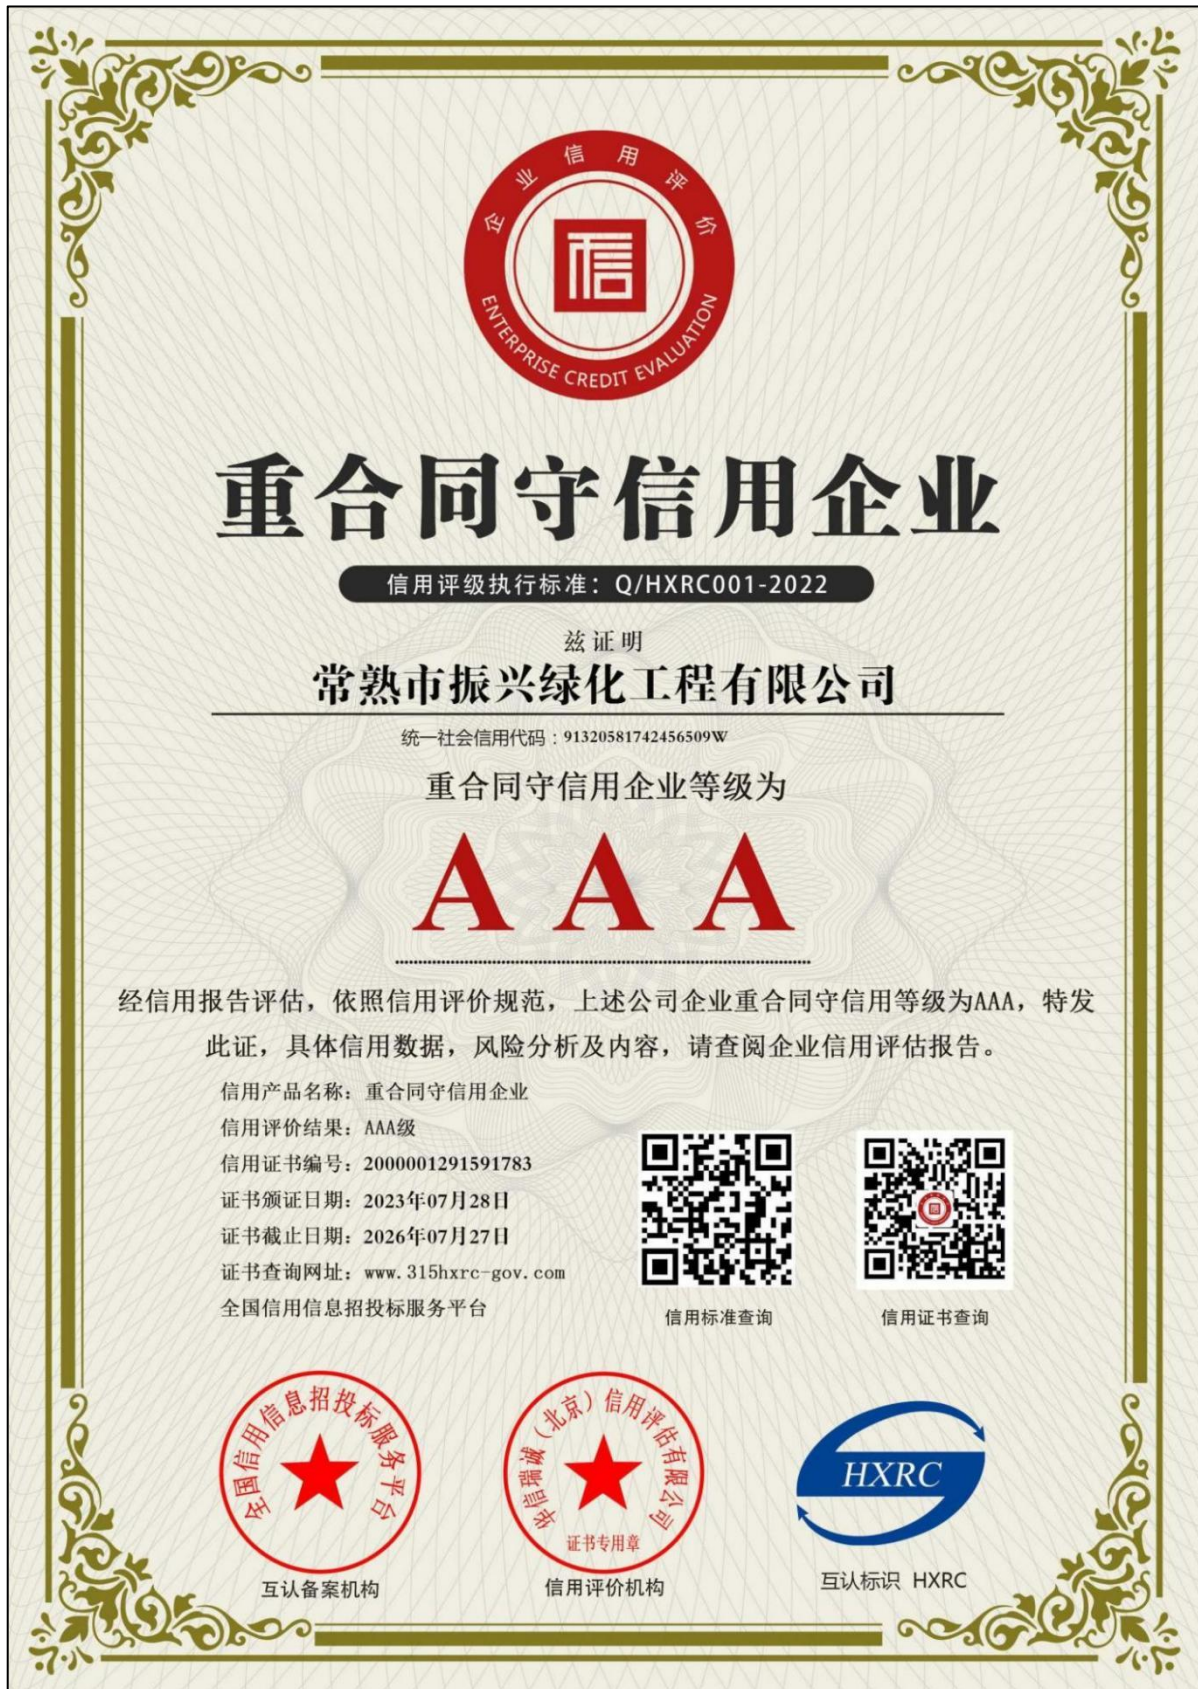 企业信用评价
信
ENTERPRISE CREDIT EVALUATION
重合同守信用企业
信用评级执行标准：Q/HXRC001-2022
兹证明
常熟市振兴绿化工程有限公司
统一社会信用代码：91320581742456509W
重合同守信用企业等级为
AAA
经信用报告评估，依照信用评价规范，上述公司企业重合同守信用等级为AAA，特发
此证，具体信用数据，风险分析及内容，请查阅企业信用评估报告。
信用产品名称：重合同守信用企业
信用评价结果：AAA级
信用证书编号：2000001291591783
证书颁证日期：2023年07月28日
证书截止日期：2026年07月27日
证书查询网址：www.315hxrc-gov.com
全国信用信息招投标服务平台
信用标准查询
信用证书查询
全国信用信息招投标服务平台
互认备案机构
华信瑞诚（北京）信用评估有限公司
证书专用章
信用评价机构
HXRC
互认标识 HXRC